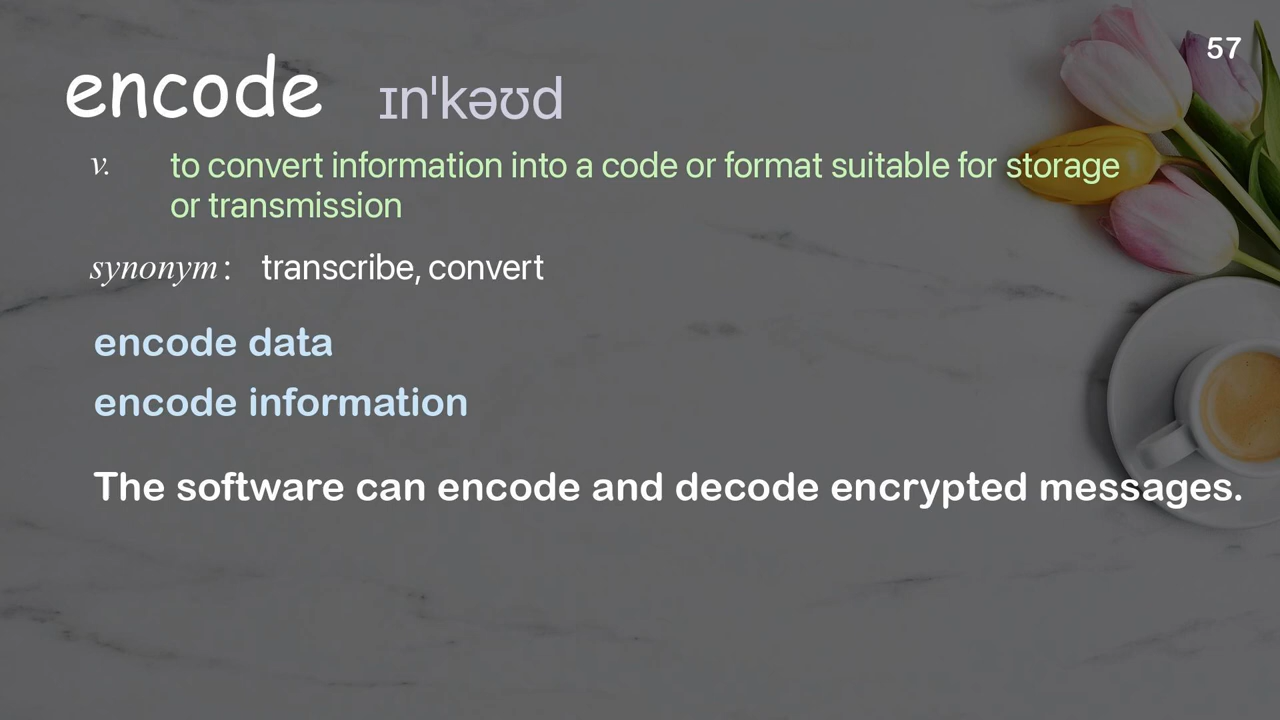 57
encode ɪnˈkəʊd
v. to convert information into a code or format suitable for storage
or transmission
synonym: transcribe, convert
encode data
encode information
The software can encode and decode encrypted messages.